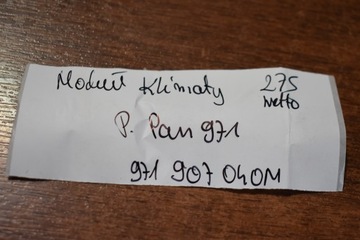 Moduł Klimaty 275
netto
P. Pan 971
971 907 040M